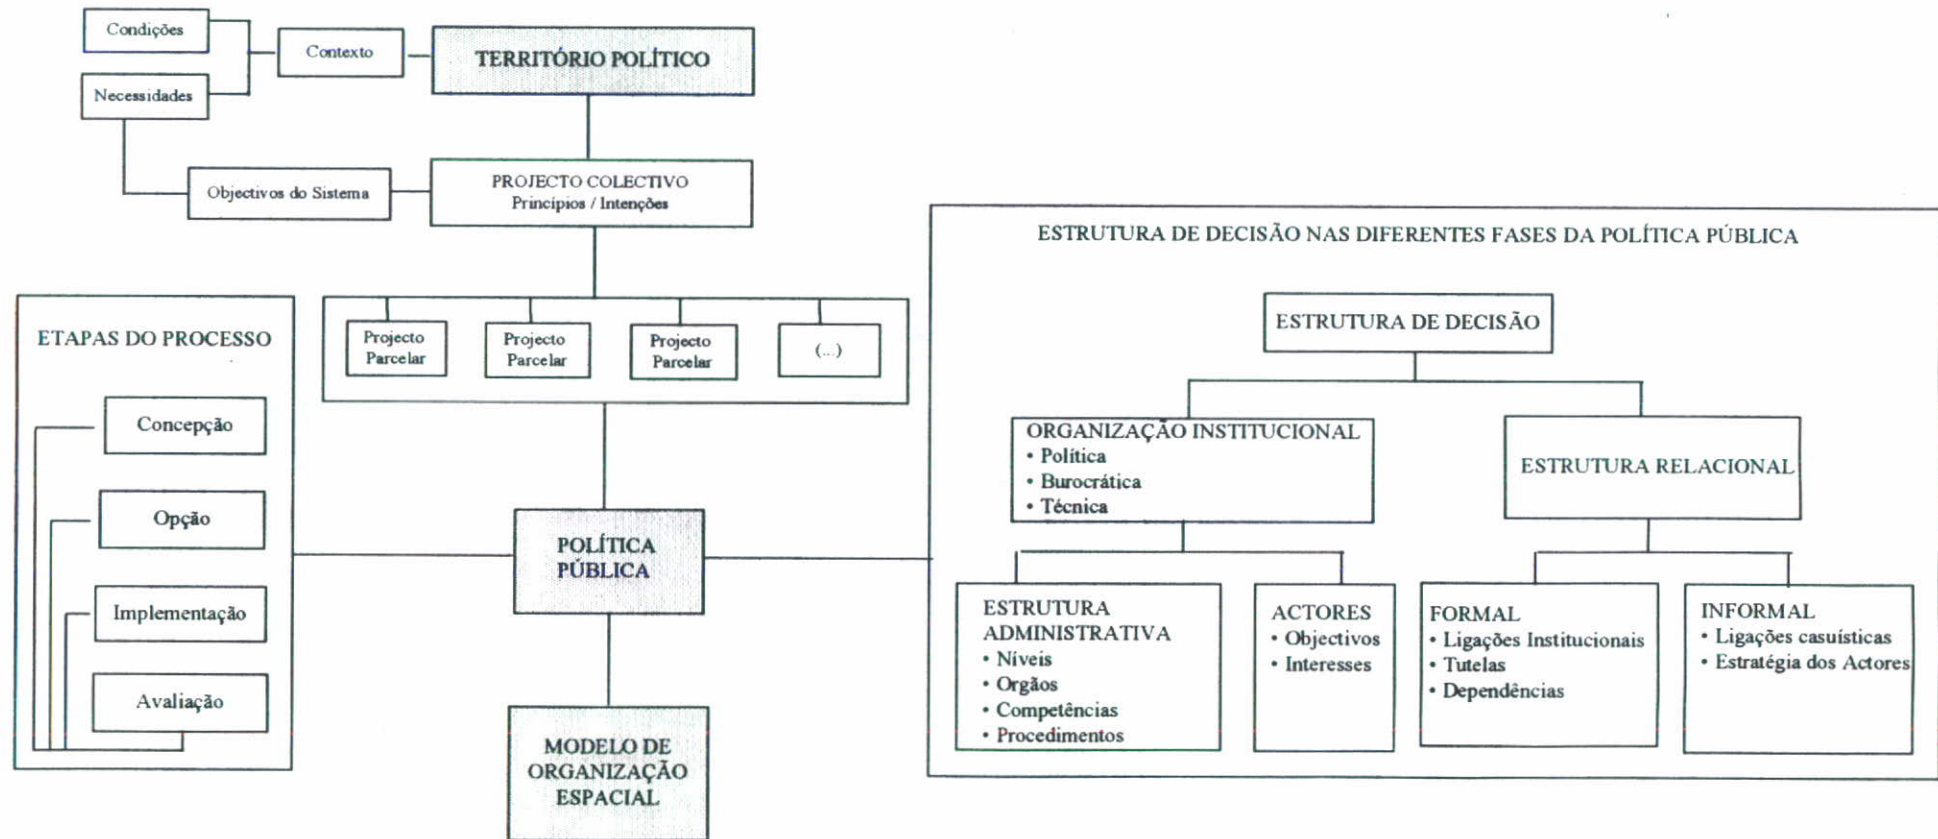 Condições
Contexto
TERRITÓRIO POLÍTICO
Necessidades
Objectivos do Sistema
PROJECTO COLECTIVO
Princípios / Intenções
Projecto
Parcelar
Projecto
Parcelar
Projecto
Parcelar
(...)
ETAPAS DO PROCESSO
Concepção
Opção
Implementação
Avaliação
POLÍTICA
PÚBLICA
MODELO DE
ORGANIZAÇÃO
ESPACIAL
ESTRUTURA DE DECISÃO NAS DIFERENTES FASES DA POLÍTICA PÚBLICA
ESTRUTURA DE DECISÃO
ORGANIZAÇÃO INSTITUCIONAL
• Política
• Burocrática
• Técnica
ESTRUTURA RELACIONAL
ESTRUTURA
ADMINISTRATIVA
• Níveis
• Orgãos
• Competências
• Procedimentos
ACTORES
• Objectivos
• Interesses
FORMAL
• Ligações Institucionais
• Tutelas
• Dependências
INFORMAL
• Ligações casuísticas
• Estratégia dos Actores